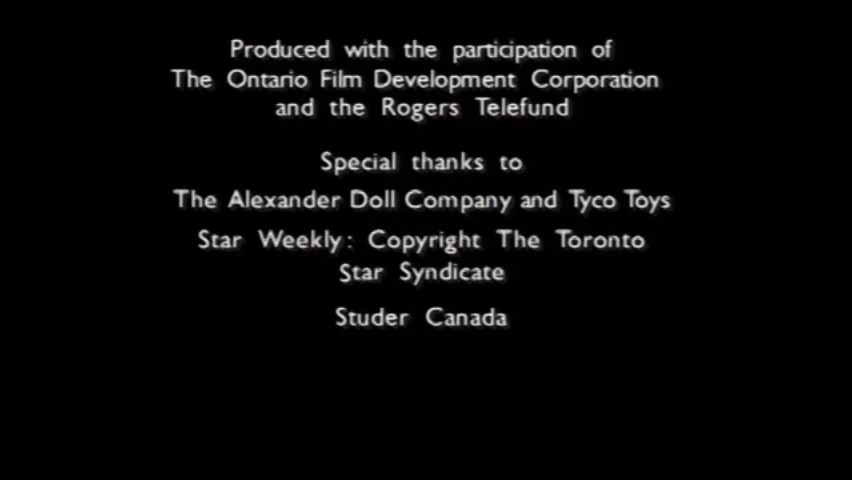 Produced with the participation of
The Ontario Film Development Corporation
and the Rogers Telefund
Special thanks to
The Alexander Doll Company and Tyco Toys
Star Weekly: Copyright The Toronto
Star Syndicate
Studer Canada